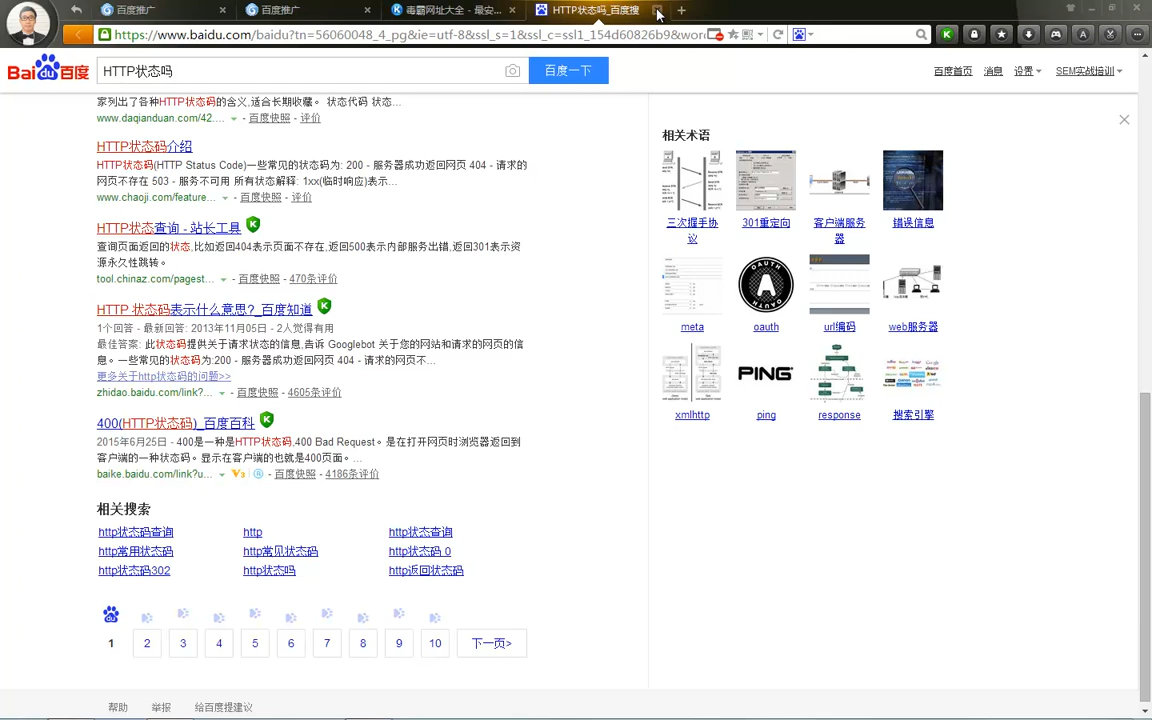 百度推广
百度推广
毒霸网址大全 - 最安...
HTTP状态吗_百度搜
https://www.baidu.com/baidu?tn=56060048_4_pg&ie=utf-8&ssl_s=1&ssl_c=ssl1_154d60826b9&wor
Bai百度
HTTP状态吗
百度一下
百度首页 消息 设置 SEM实战培训
家列出了各种HTTP状态码的含义,适合长期收藏。 状态代码 状态...
www.daqianduan.com/42.... - 百度快照 - 评价
HTTP状态码介绍
HTTP状态码(HTTP Status Code)一些常见的状态码为: 200 - 服务器成功返回网页 404 - 请求的
网页不存在 503 - 服务不可用 所有状态解释: 1xx(临时响应)表示...
www.chaoji.com/feature... - 百度快照 - 评价
HTTP状态查询 - 站长工具
查询页面返回的状态,比如返回404表示页面不存在,返回500表示内部服务出错,返回301表示资
源永久性跳转。
tool.chinaz.com/pagest... - 百度快照 - 470条评价
HTTP 状态码表示什么意思?_百度知道
1个回答 - 最新回答: 2013年11月05日 - 2人觉得有用
最佳答案: 此状态码提供关于请求状态的信息,告诉 Googlebot 关于您的网站和请求的网页的信
息。一些常见的状态码为:200 - 服务器成功返回网页 404 - 请求的网页不...
更多关于http状态码的问题>>
zhidao.baidu.com/link?... - 百度快照 - 4605条评价
400(HTTP状态码)_百度百科
2015年6月25日 - 400是一种是HTTP状态码,400 Bad Request。是在打开网页时浏览器返回到
客户端的一种状态码。显示在客户端的也就是400页面。...
baike.baidu.com/link?u... V3 - 百度快照 - 4186条评价
相关搜索
http状态码查询 http http状态查询
http常用状态码 http常见状态码 http状态码 0
http状态码302 http状态吗 http返回状态码
1 2 3 4 5 6 7 8 9 10 下一页>
帮助 举报 给百度提建议
相关术语
三次握手协议
301重定向
客户端服务器
错误信息
meta
OAUTH
oauth
url编码
web服务器
xmlhttp
PING
ping
response
搜索引擎